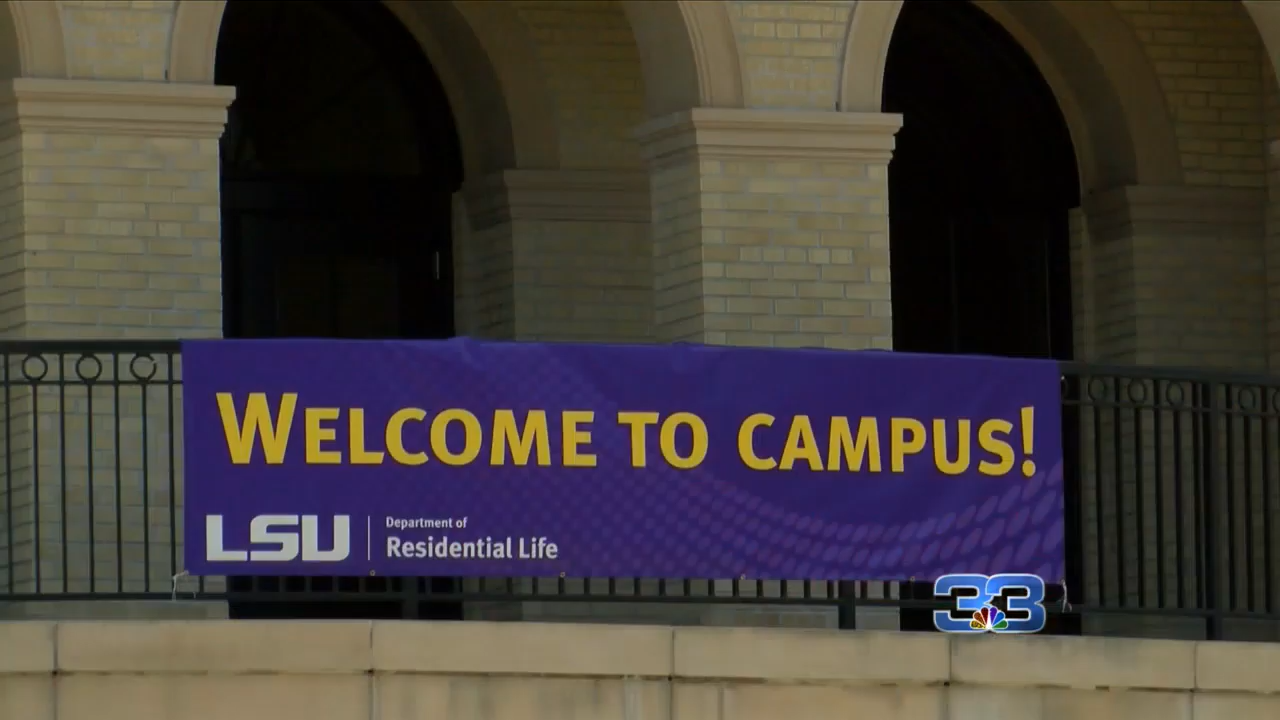 WELCOME TO CAMPUS!
LSU
Department of
Residential Life
33